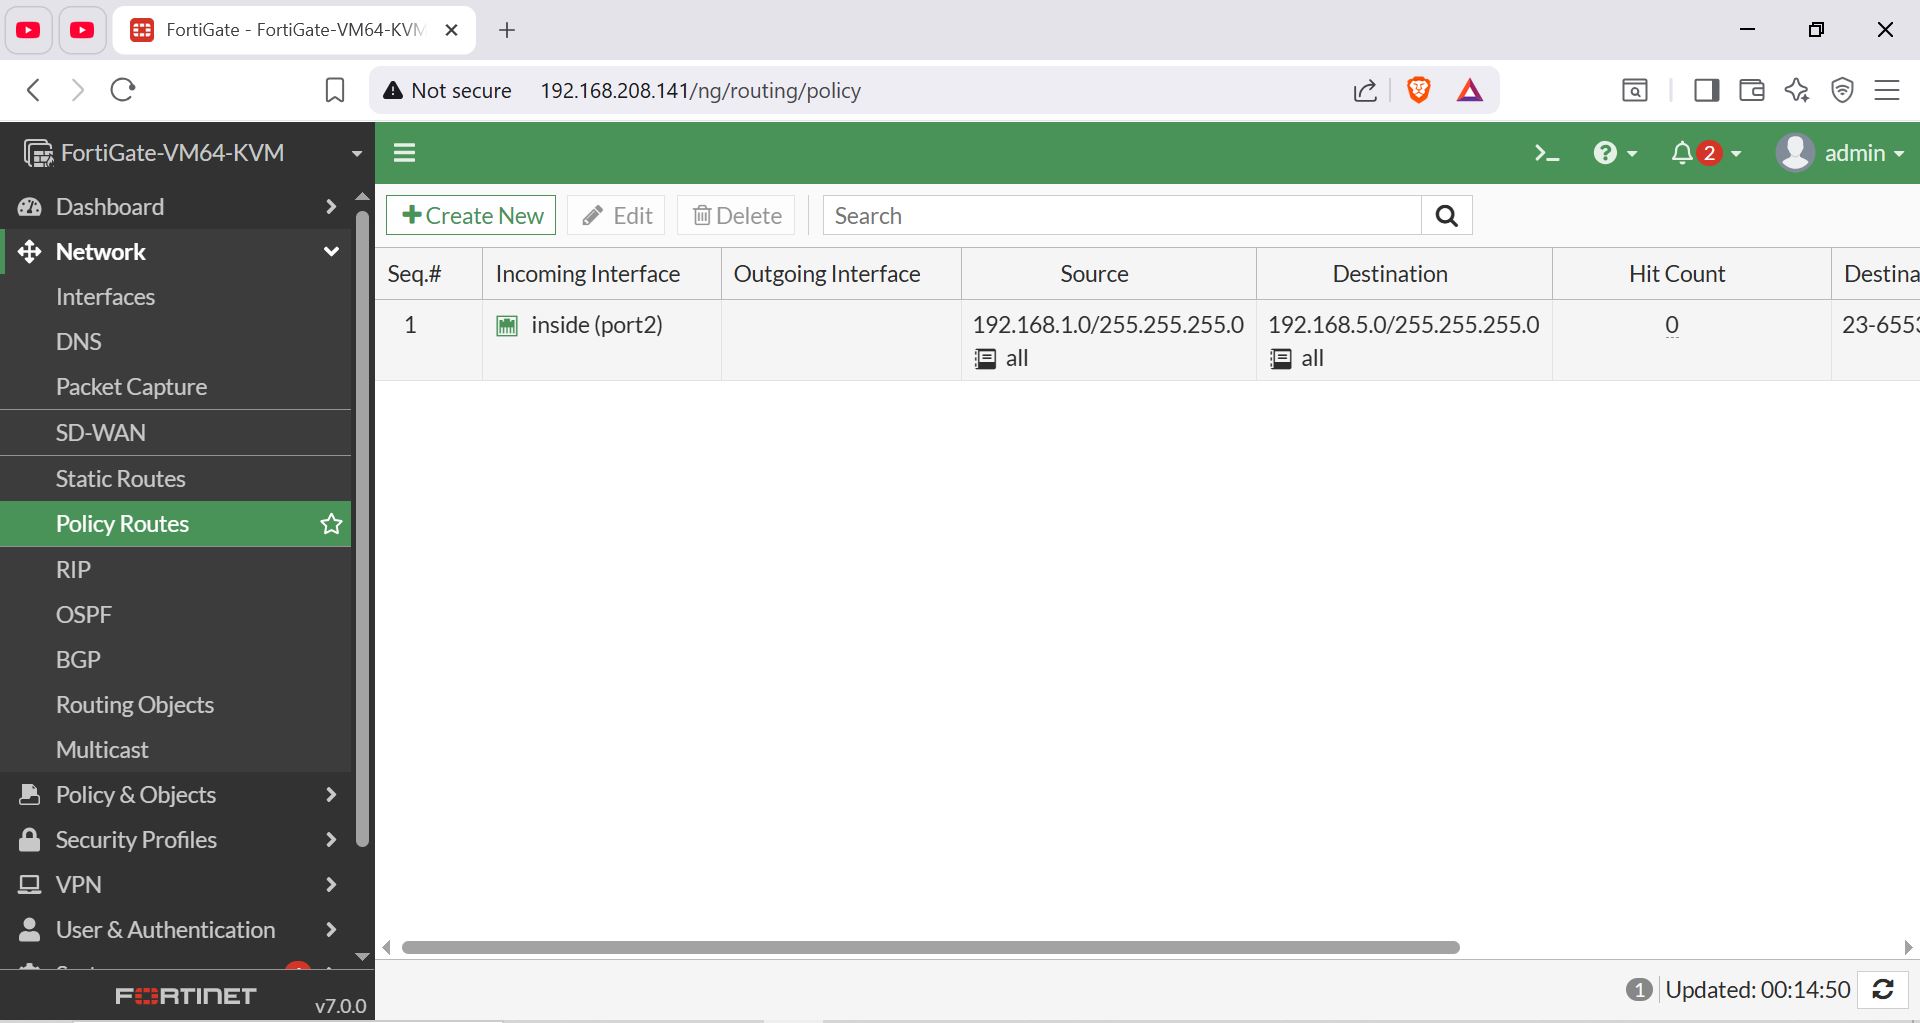 FortiGate - FortiGate-VM64-KVM
Not secure 192.168.208.141/ng/routing/policy
FortiGate-VM64-KVM
2 admin
Dashboard
Network
Interfaces
DNS
Packet Capture
SD-WAN
Static Routes
Policy Routes
RIP
OSPF
BGP
Routing Objects
Multicast
Policy & Objects
Security Profiles
VPN
User & Authentication
FORTINET v7.0.0
Create New Edit Delete Search
Seq.# Incoming Interface Outgoing Interface Source Destination Hit Count Destina
1 inside (port2) 192.168.1.0/255.255.255.0 192.168.5.0/255.255.255.0 0 23-6553
all all
1 Updated: 00:14:50